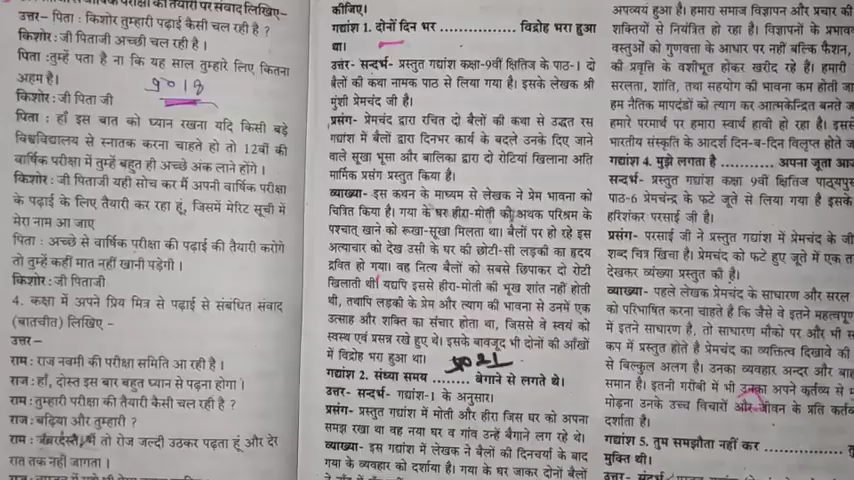 परीक्षा की तैयारी पर संवाद लिखिए–
उत्तर– पिता : किशोर तुम्हारी पढ़ाई कैसी चल रही है ?
किशोर : जी पिताजी अच्छी चल रही है ।
पिता :तुम्हें पता है ना कि यह साल तुम्हारे लिए कितना
अहम है।
किशोर : जी पिता जी
पिता : हाँ इस बात को ध्यान रखना यदि किसी बड़े
विश्वविद्यालय से स्नातक करना चाहते हो तो 12वीं की
वार्षिक परीक्षा में तुम्हें बहुत ही अच्छे अंक लाने होंगे ।
किशोर : जी पिताजी यही सोच कर मैं अपनी वार्षिक परीक्षा
के पढ़ाई के लिए तैयारी कर रहा हूं, जिसमें मेरिट सूची में
मेरा नाम आ जाए
पिता : अच्छे से वार्षिक परीक्षा की पढ़ाई की तैयारी करोगे
तो तुम्हें कहीं मात नहीं खानी पड़ेगी ।
किशोर : जी पिताजी
4. कक्षा में अपने प्रिय मित्र से पढ़ाई से संबंधित संवाद
(बातचीत) लिखिए –
उत्तर–
राम : राज नवमी की परीक्षा समिति आ रही है ।
राज : हाँ, दोस्त इस बार बहुत ध्यान से पढ़ना होगा ।
राम : तुम्हारी परीक्षा की तैयारी कैसी चल रही है ?
राज : बढ़िया और तुम्हारी ?
राम : जबरदस्त, मैं तो रोज जल्दी उठकर पढ़ता हूं और देर
रात तक नहीं जागता ।
कीजिए।
गद्यांश 1. दोनों दिन भर ................ विद्रोह भरा हुआ
था।
उत्तर– सन्दर्भ– प्रस्तुत गद्यांश कक्षा-9वीं क्षितिज के पाठ-1 दो
बैलों की कथा नामक पाठ से लिया गया है। इसके लेखक श्री
मुंशी प्रेमचंद जी है।
प्रसंग– प्रेमचंद द्वारा रचित दो बैलों की कथा से उद्धत रस
गद्यांश में बैलों द्वारा दिनभर कार्य के बदले उनके दिए जाने
वाले सूखा भूसा और बालिका द्वारा दो रोटियां खिलाना अति
मार्मिक प्रसंग प्रस्तुत किया है।
व्याख्या– इस कथन के माध्यम से लेखक ने प्रेम भावना को
चित्रित किया है। गया के घर हीरा-मोती को अथक परिश्रम के
पश्चात् खाने को रूखा-सूखा मिलता था। बैलों पर हो रहे इस
अत्याचार को देख उसी के घर की छोटी-सी लड़की का हृदय
द्रवित हो गया। वह नित्य बैलों को सबसे छिपाकर दो रोटी
खिलाती थी। यद्यपि इससे हीरा-मोती की भूख शांत नहीं होती
थी, तथापि लड़की के प्रेम और त्याग की भावना से उनमें एक
उत्साह और शक्ति का संचार होता था, जिससे वे स्वयं को
स्वस्थ एवं प्रसन्न रखे हुए थे। इसके बावजूद भी दोनों की आँखों
में विद्रोह भरा हुआ था।
गद्यांश 2. संध्या समय ........ बेगाने से लगते थे।
उत्तर– सन्दर्भ– गद्यांश-1 के अनुसार।
प्रसंग– प्रस्तुत गद्यांश में मोती और हीरा जिस घर को अपना
समझ रखा था वह नया घर व गांव उन्हें बैगाने लग रहे थे।
व्याख्या– इस गद्यांश में लेखक ने बैलों की दिनचर्या के बाद
गया के व्यवहार को दर्शाया है। गया के घर जाकर दोनों बैलों
अपव्यय हुआ है। हमारा समाज विज्ञापन और प्रचार की
शक्तियों से नियंत्रित हो रहा है। विज्ञापनों के प्रभाव
वस्तुओं को गुणवत्ता के आधार पर नहीं बल्कि फैशन,
की प्रवृत्ति के वशीभूत होकर खरीद रहे हैं। हमारी
सरलता, शांति, तथा सहयोग की भावना कम होती जा
हम नैतिक मापदंडों को त्याग कर आत्मकेन्द्रित बनते ज
हमारे परमार्थ पर हमारा स्वार्थ हावी हो रहा है। इससे
भारतीय संस्कृति के आदर्श दिन-ब-दिन विलुप्त होते ज
गद्यांश 4. मुझे लगता है ............ अपना जूता आप
सन्दर्भ– प्रस्तुत गद्यांश कक्षा 9वीं क्षितिज पाठ्यपुस
पाठ-6 प्रेमचन्द के फटे जूते से लिया गया है इसके
हरिशंकर परसाई जी है।
प्रसंग– परसाई जी ने प्रस्तुत गद्यांश में प्रेमचंद के जी
शब्द चित्र खिंचा है। प्रेमचंद को फटे हुए जूते में एक त
देखकर व्यंख्या प्रस्तुत की है।
व्याख्या– पहले लेखक प्रेमचंद के साधारण और सरल
को परिभाषित करना चाहते है कि जैसे वे इतने महत्वपूर्ण
में इतने साधारण है, तो साधारण मौको पर और भी स
कप में प्रस्तुत होते है प्रेमचंद का व्यक्तित्व दिखावे की
से बिल्कुल अलग है। उनका व्यवहार अन्दर और बाह
समान है। इतनी गरीबी में भी उनका अपने कर्तव्य से म
मोड़ना उनके उच्च विचारों और जीवन के प्रति कर्तव
दर्शाता है।
गद्यांश 5. तुम समझौता नहीं कर ................ तु
मुक्ति थी।